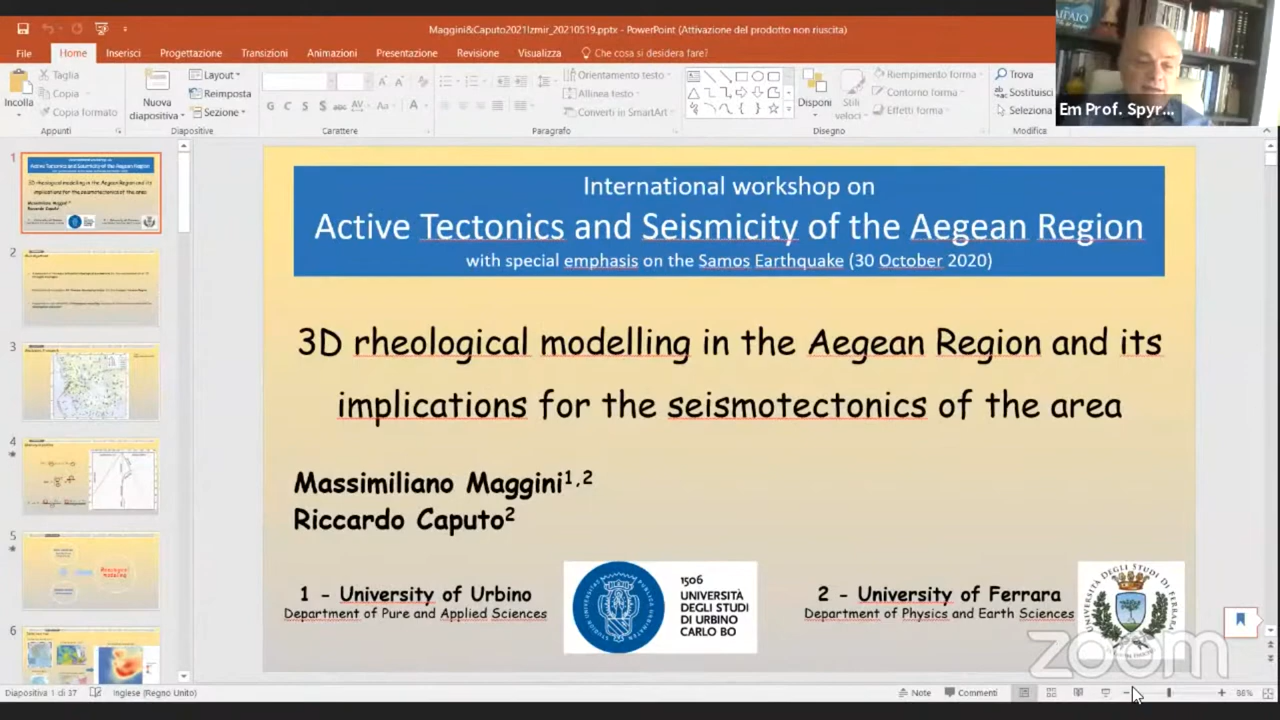 Maggini&Caputo2021Izmir_20210519.pptx - PowerPoint (Attivazione del prodotto non riuscita)
File Home Inserisci Progettazione Transizioni Animazioni Presentazione Revisione Visualizza Che cosa si desidera fare?
Incolla
Taglia
Copia
Copia formato
Appunti
Nuova
diapositiva
Layout
Reimposta
Sezione
Diapositive
Carattere
Orientamento testo
Allinea testo
Converti in SmartArt
Paragrafo
Disponi
Stili
veloci
Riempimento forma
Contorno forma
Effetti forma
Disegno
Trova
Sostituisci
Seleziona
Modifica
Em Prof. Spyr...
1
2
3
4
5
6
International workshop on
Active Tectonics and Seismicity of the Aegean Region
with special emphasis on the Samos Earthquake (30 October 2020)
3D rheological modelling in the Aegean Region and its
implications for the seismotectonics of the area
Massimiliano Maggini1,2
Riccardo Caputo2
1 - University of Urbino
Department of Pure and Applied Sciences
1506
UNIVERSITÀ
DEGLI STUDI
DI URBINO
CARLO BO
2 - University of Ferrara
Department of Physics and Earth Sciences
zoom
Diapositiva 1 di 37 Inglese (Regno Unito) Note Commenti 88%